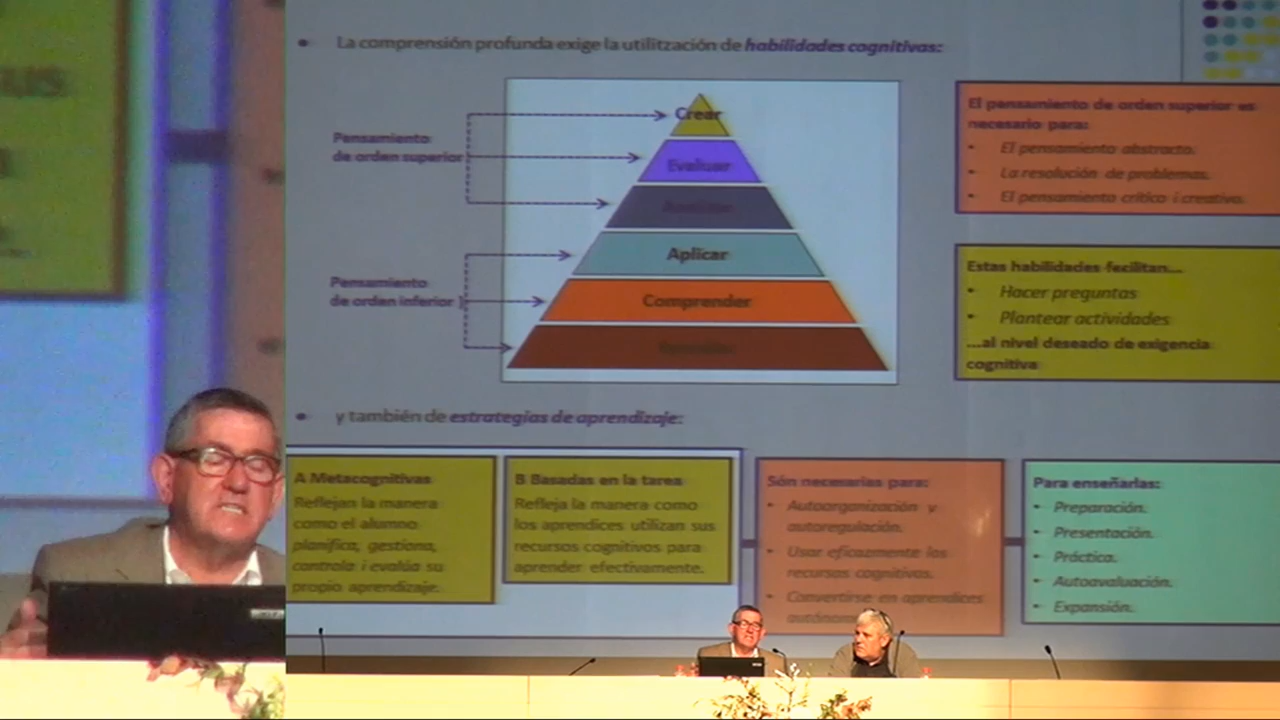 La comprensión profunda exige la utilitzación de habilidades cognitivas:
Pensamiento
de orden superior
Crear
Evaluar
Analizar
Aplicar
Comprender
Pensamiento
de orden inferior
El pensamiento de orden superior es
necesario para:
El pensamiento abstracto.
La resolución de problemas.
El pensamiento crítico i creativo.
Estas habilidades facilitan...
Hacer preguntas
Plantear actividades
...al nivel deseado de exigencia
cognitiva
y también de estrategias de aprendizaje:
A Metacognitivas
Reflejan la manera
como el alumno
planifica, gestiona,
controla i evalúa su
propio aprendizaje.
B Basadas en la tarea
Refleja la manera como
los aprendices utilizan sus
recursos cognitivos para
aprender efectivamente.
Són necesarias para:
Autoorganización y
autoregulación.
Usar eficazmente los
recursos cognitivos.
Convertirse en aprendices
Para enseñarlas:
Preparación.
Presentación.
Práctica.
Autoavaluación.
Expansión.